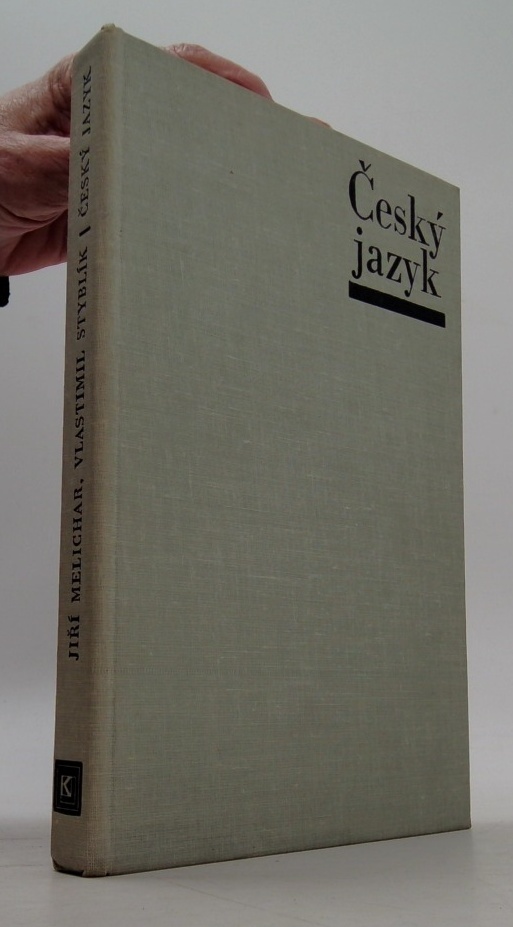 Český
jazyk
JIŘÍ MELICHAR, VLASTIMIL STYBLÍK / ČESKÝ JAZYK
K